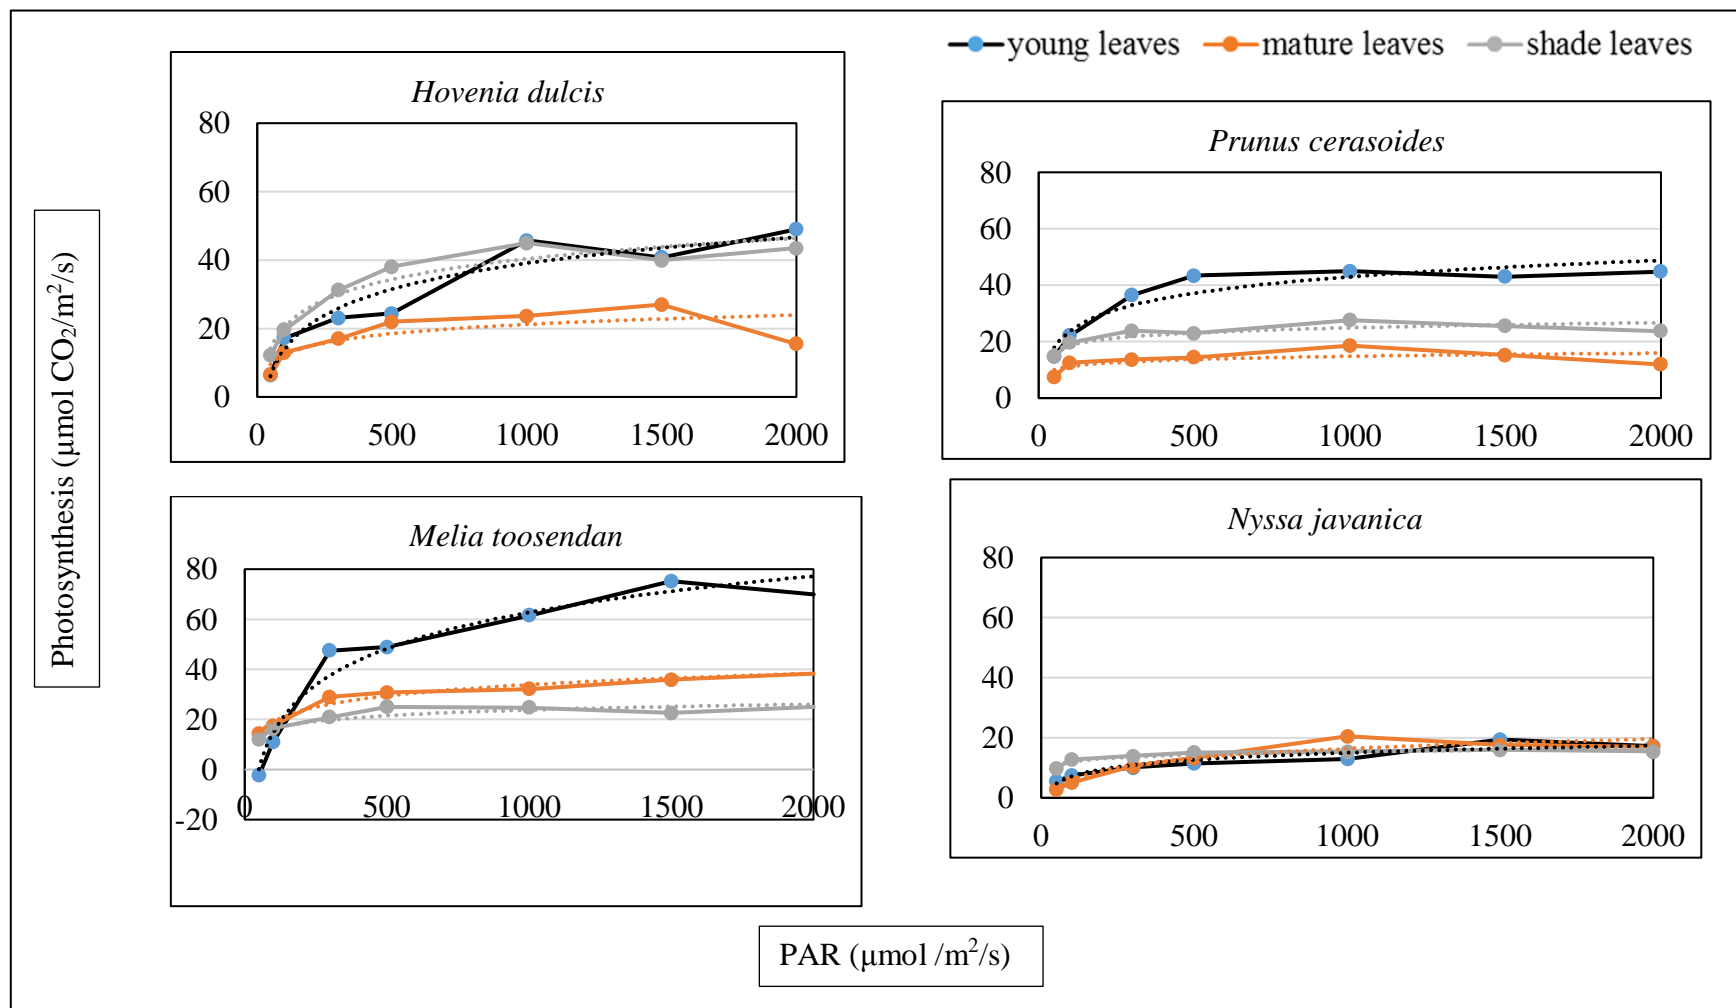 young leaves mature leaves shade leaves
Photosynthesis (µmol CO₂/m²/s)
Hovenia dulcis
80
60
40
20
0
0 500 1000 1500 2000
Prunus cerasoides
80
60
40
20
0
0 500 1000 1500 2000
Melia toosendan
80
60
40
20
0
-20
0 500 1000 1500 2000
Nyssa javanica
80
60
40
20
0
0 500 1000 1500 2000
PAR (µmol /m²/s)